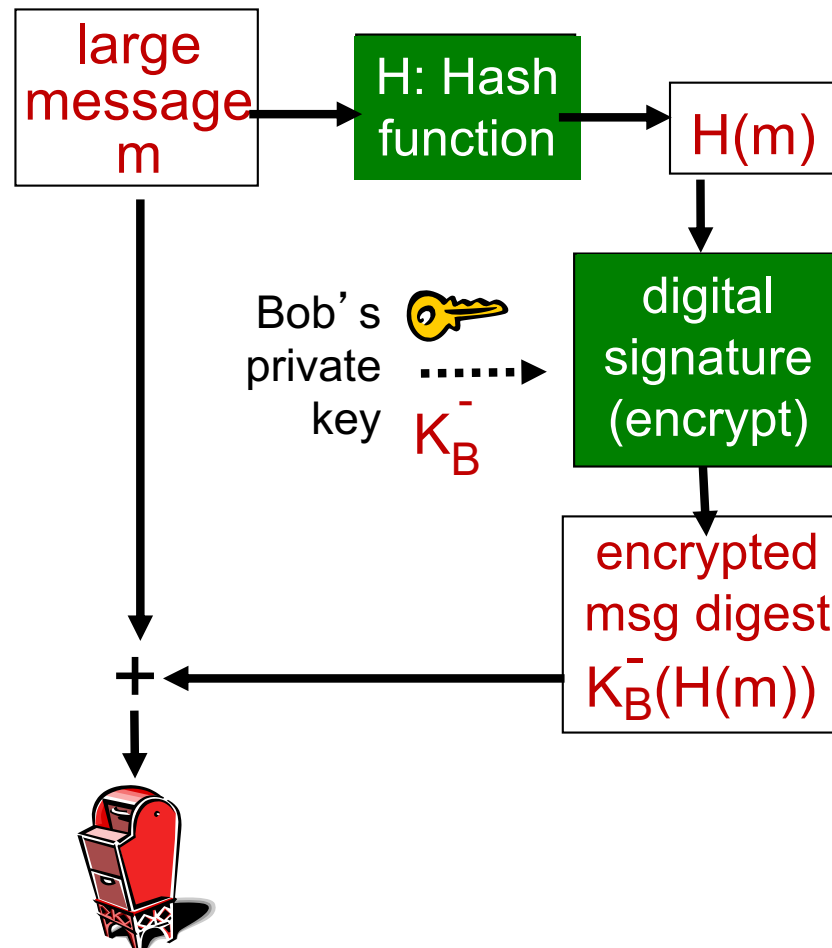 large
message
m
H: Hash
function
H(m)
Bob's
private
key
K_B^-
digital
signature
(encrypt)
encrypted
msg digest
K_B^-(H(m))
+